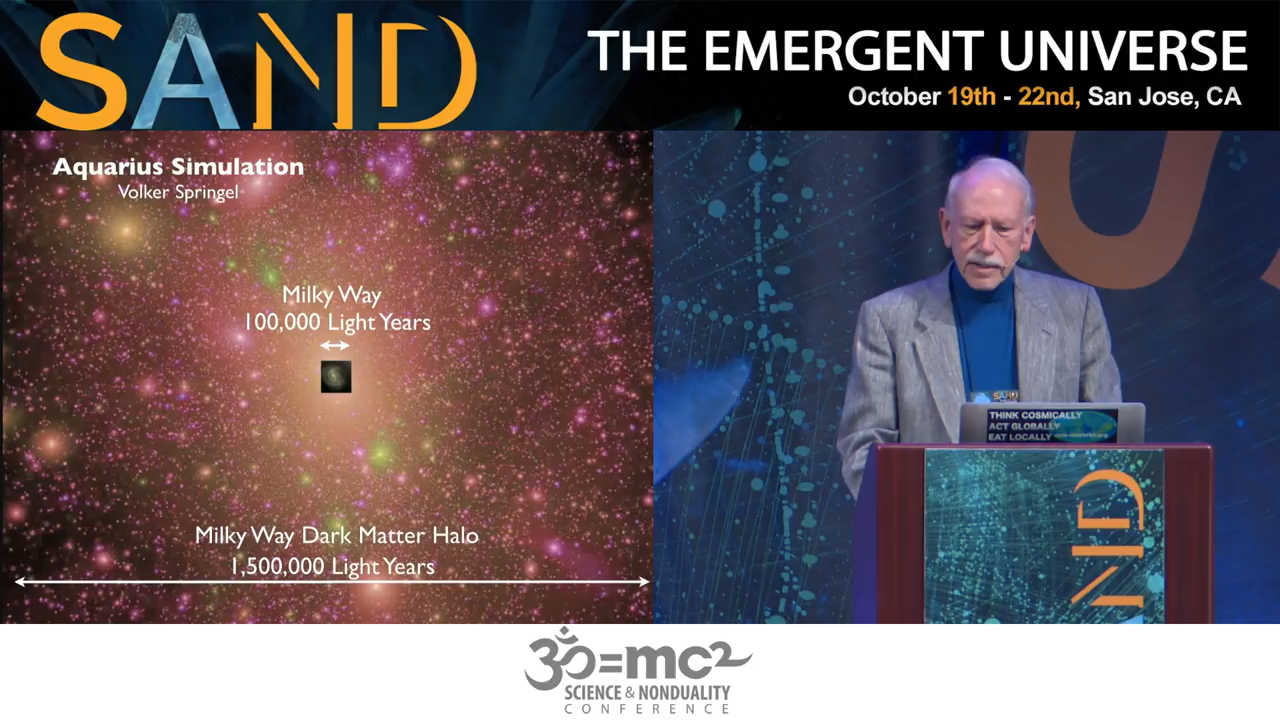 SAND
THE EMERGENT UNIVERSE
October 19th - 22nd, San Jose, CA
Aquarius Simulation
Volker Springel
Milky Way
100,000 Light Years
Milky Way Dark Matter Halo
1,500,000 Light Years
SAND
THINK COSMICALLY
ACT GLOBALLY
EAT LOCALLY
ND
ॐ=mc2
SCIENCE & NONDUALITY
CONFERENCE